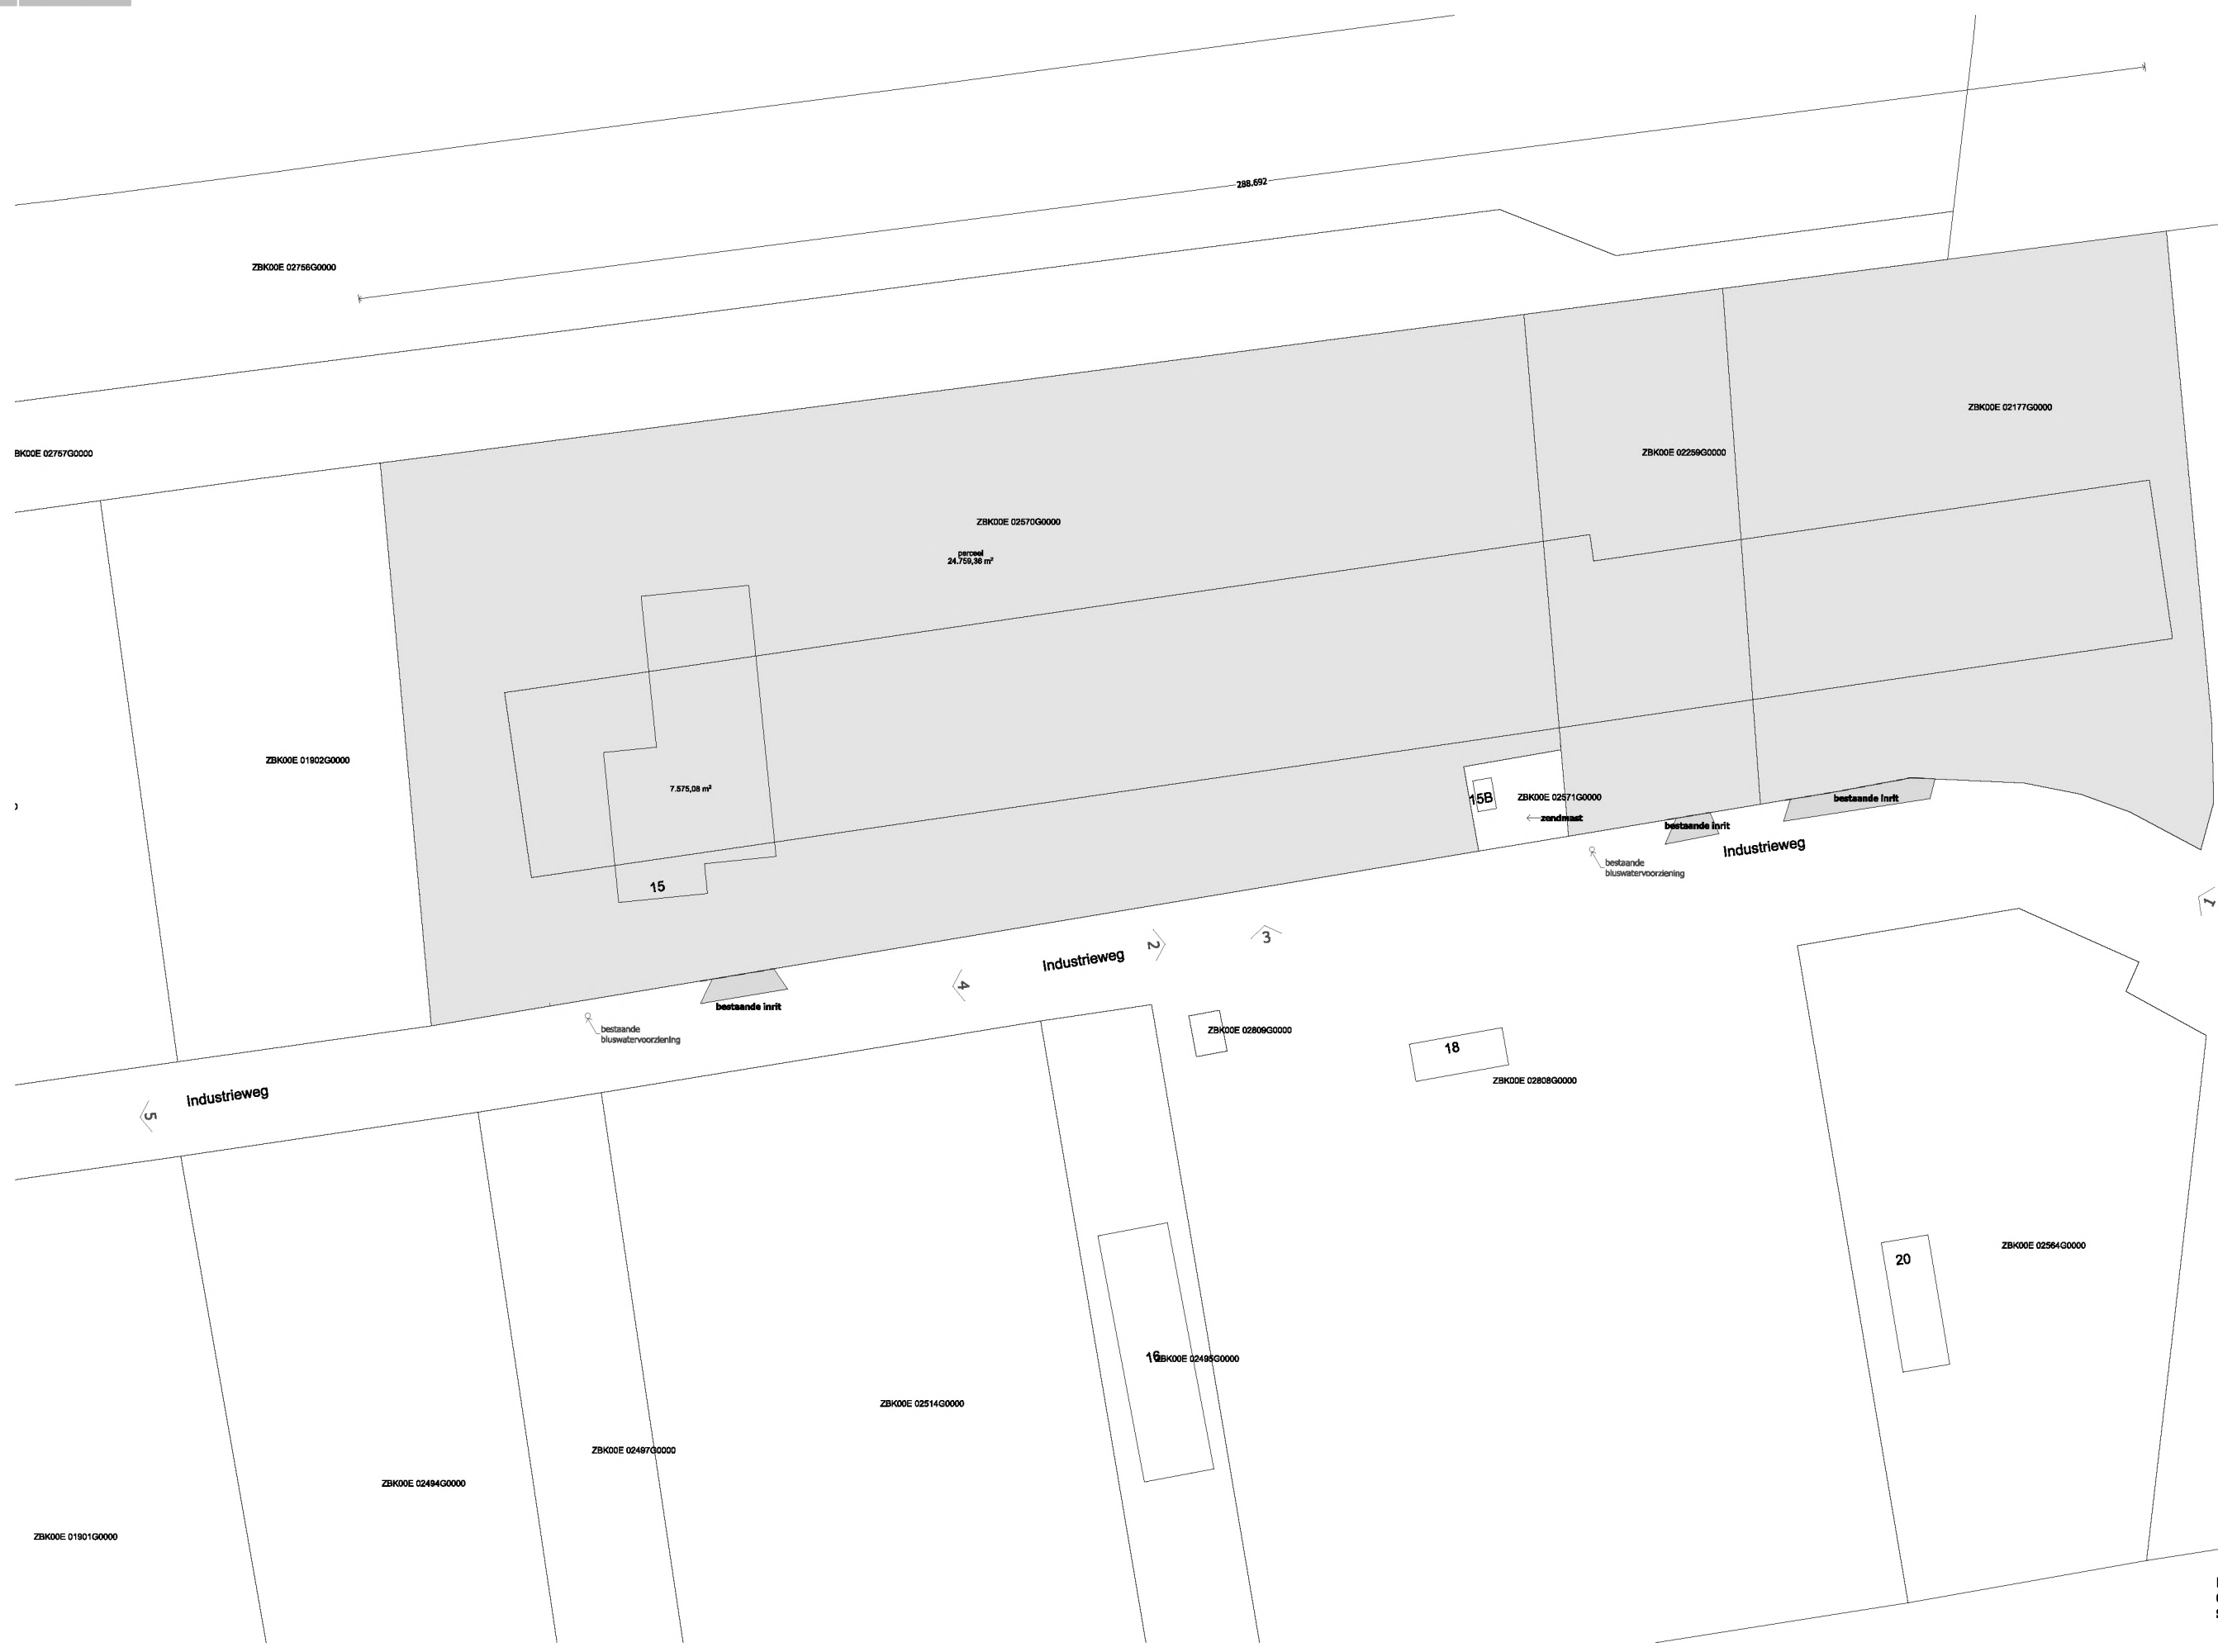 288.692
ZBK00E 02756G0000
ZBK00E 02177G0000
BK00E 02757G0000
ZBK00E 02259G0000
ZBK00E 02570G0000
perceel
24.759,36 m²
ZBK00E 01902G0000
7.575,08 m²
15B
ZBK00E 02571G0000
zendmast
bestaande inrit
bestaande inrit
Industrieweg
bestaande
bluswatervoorziening
15
1
2
3
Industrieweg
4
bestaande inrit
bestaande
bluswatervoorziening
ZBK00E 02809G0000
18
ZBK00E 02808G0000
Industrieweg
5
20
ZBK00E 02564G0000
16
ZBK00E 02495G0000
ZBK00E 02514G0000
ZBK00E 02497G0000
ZBK00E 02494G0000
ZBK00E 01901G0000